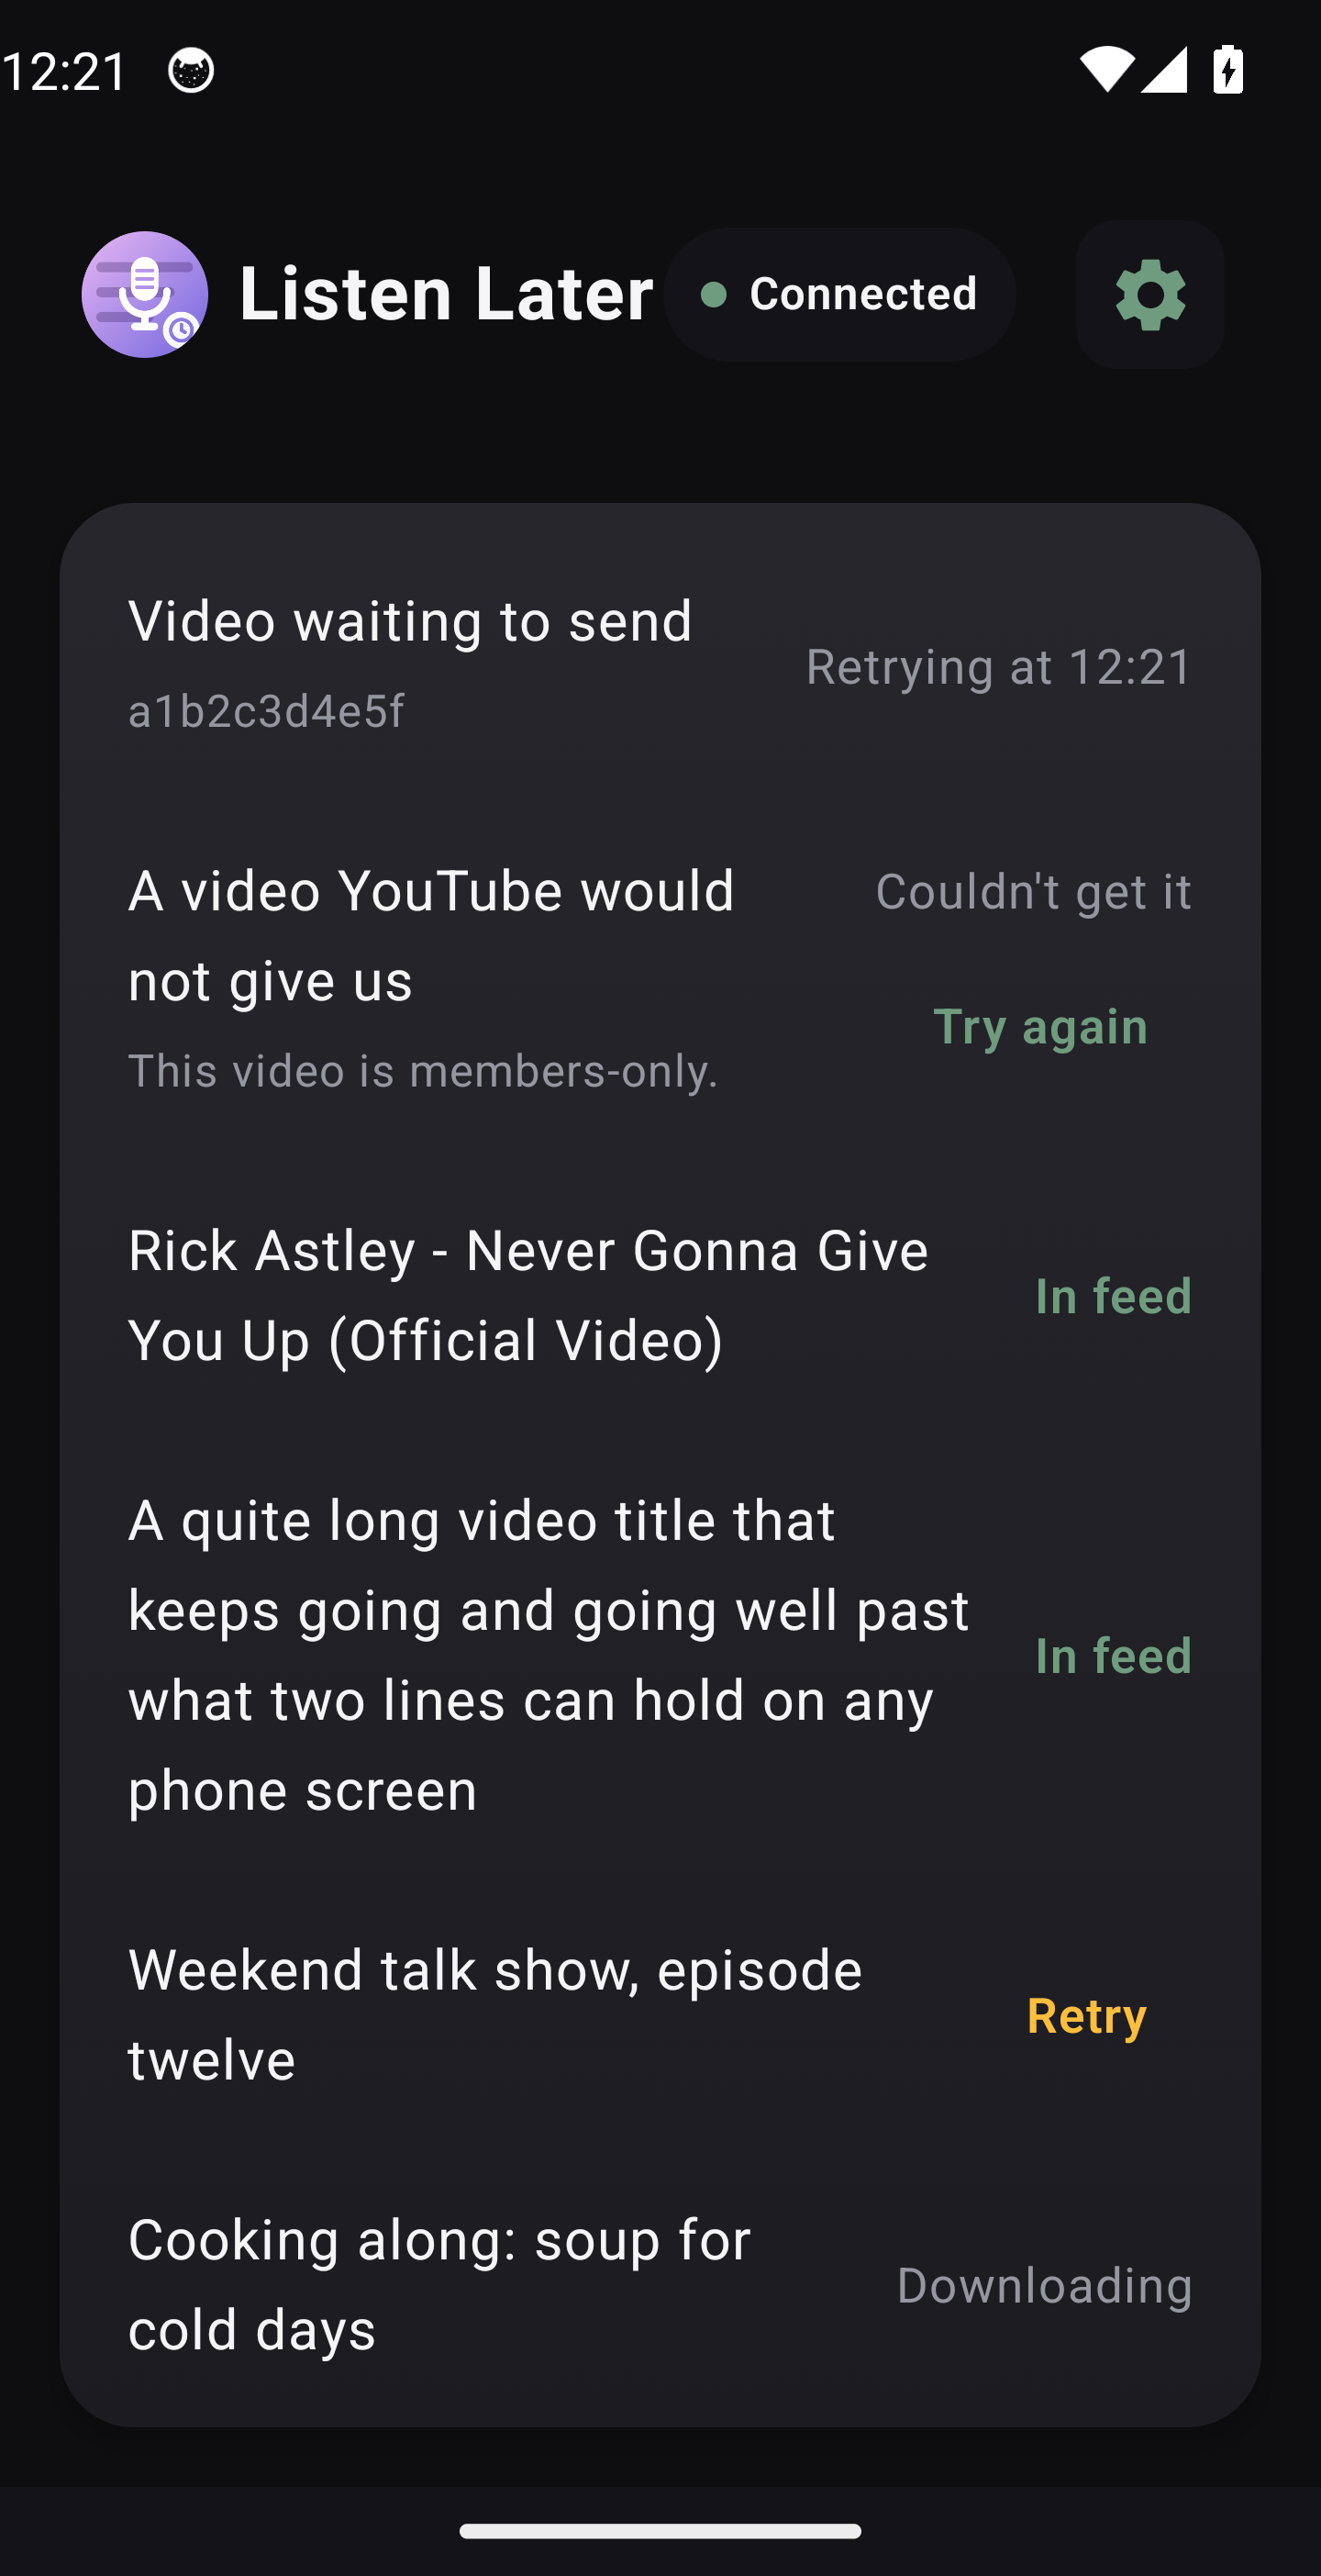 12:21
Listen Later
Connected
Video waiting to send
a1b2c3d4e5f
Retrying at 12:21
A video YouTube would
not give us
This video is members-only.
Couldn't get it
Try again
Rick Astley - Never Gonna Give
You Up (Official Video)
In feed
A quite long video title that
keeps going and going well past
what two lines can hold on any
phone screen
In feed
Weekend talk show, episode
twelve
Retry
Cooking along: soup for
cold days
Downloading